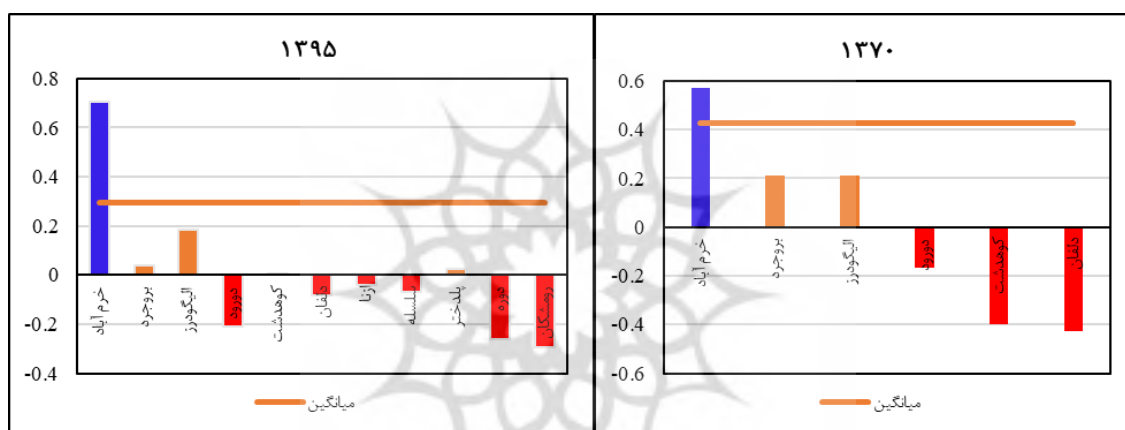 ۱۳۹۵
0.8
0.6
0.4
0.2
0
-0.2
-0.4
خرم آباد
بروجرد
الیگودرز
دورود
کوهدشت
دلفان
ازنا
سلسله
پلدختر
دوره
رومشکان
میانگین
۱۳۷۰
0.6
0.4
0.2
0
-0.2
-0.4
-0.6
خرم آباد
بروجرد
الیگودرز
دورود
کوهدشت
دلفان
میانگین